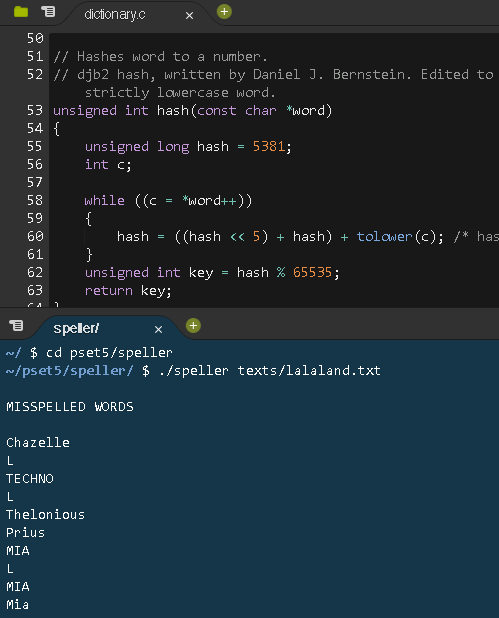 dictionary.c
50
51 // Hashes word to a number.
52 // djb2 hash, written by Daniel J. Bernstein. Edited to
strictly lowercase word.
53 unsigned int hash(const char *word)
54 {
55 unsigned long hash = 5381;
56 int c;
57
58 while ((c = *word++))
59 {
60 hash = ((hash << 5) + hash) + tolower(c); /* has
61 }
62 unsigned int key = hash % 65535;
63 return key;
64 }
speller/
~/ $ cd pset5/speller
~/pset5/speller/ $ ./speller texts/lalaland.txt
MISSPELLED WORDS
Chazelle
L
TECHNO
L
Thelonious
Prius
MIA
L
MIA
Mia